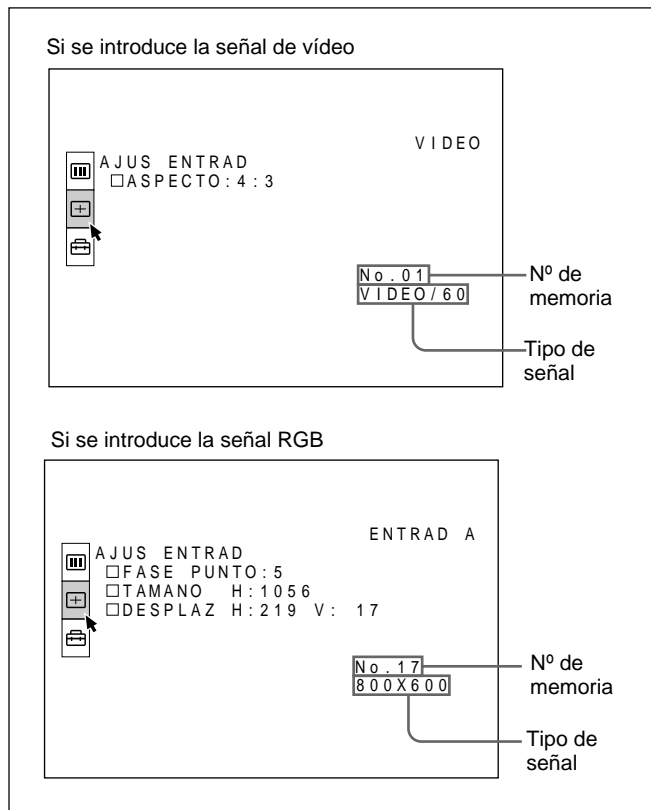 Si se introduce la señal de vídeo
VIDEO
AJUS ENTRAD
□ASPECTO:4:3
No.01
VIDEO/60
Nº de
memoria
Tipo de
señal
Si se introduce la señal RGB
ENTRAD A
AJUS ENTRAD
□FASE PUNTO:5
□TAMANO H:1056
□DESPLAZ H:219 V: 17
No.17
800X600
Nº de
memoria
Tipo de
señal